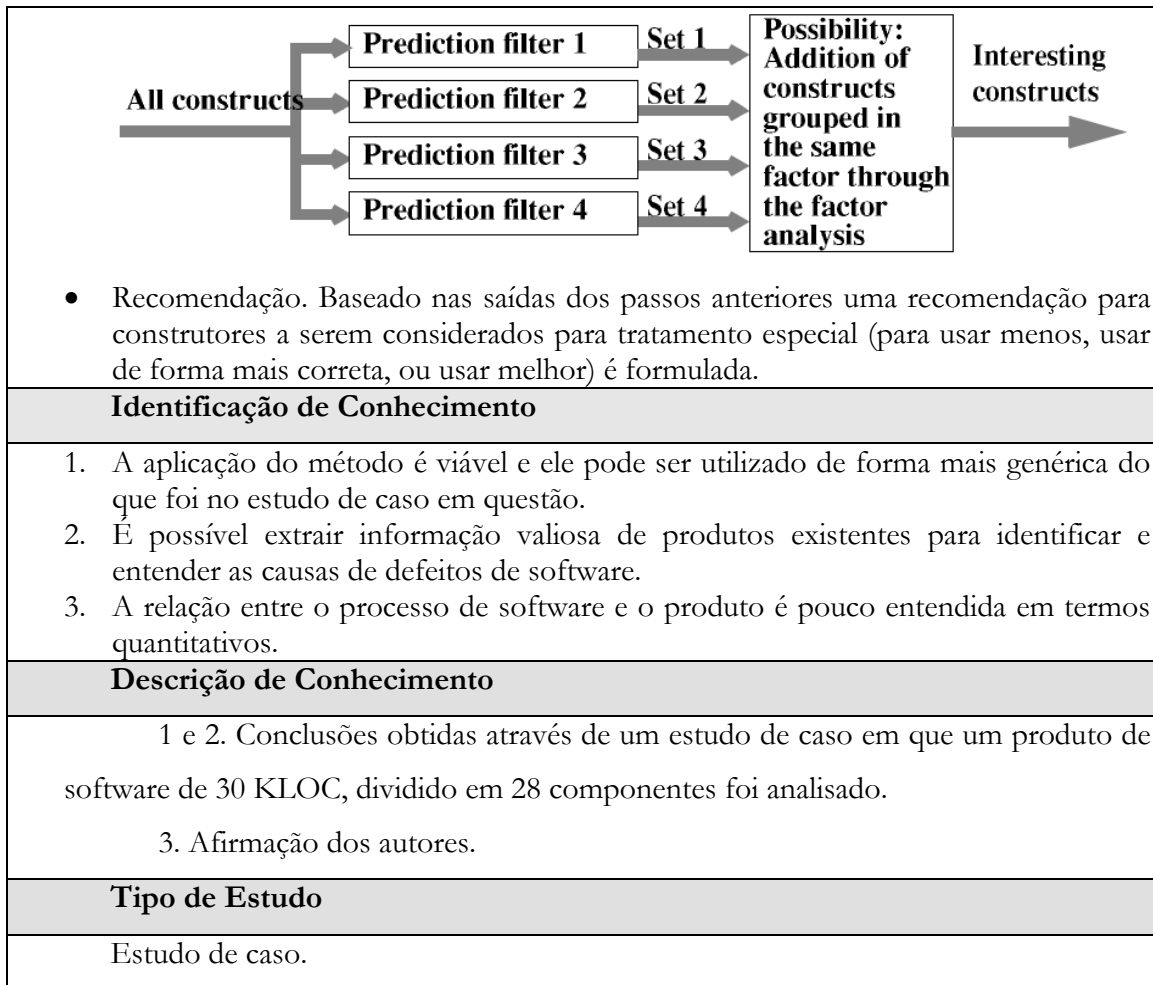 All constructs
Prediction filter 1
Set 1
Prediction filter 2
Set 2
Prediction filter 3
Set 3
Prediction filter 4
Set 4
Possibility:
Addition of
constructs
grouped in
the same
factor through
the factor
analysis
Interesting
constructs
• Recomendação. Baseado nas saídas dos passos anteriores uma recomendação para
construtores a serem considerados para tratamento especial (para usar menos, usar
de forma mais correta, ou usar melhor) é formulada.
Identificação de Conhecimento
1. A aplicação do método é viável e ele pode ser utilizado de forma mais genérica do
que foi no estudo de caso em questão.
2. É possível extrair informação valiosa de produtos existentes para identificar e
entender as causas de defeitos de software.
3. A relação entre o processo de software e o produto é pouco entendida em termos
quantitativos.
Descrição de Conhecimento
1 e 2. Conclusões obtidas através de um estudo de caso em que um produto de
software de 30 KLOC, dividido em 28 componentes foi analisado.
3. Afirmação dos autores.
Tipo de Estudo
Estudo de caso.